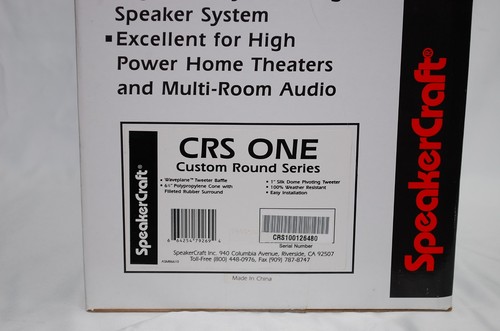 Speaker System
▪ Excellent for High
Power Home Theaters
and Multi-Room Audio
SpeakerCraft®
SpeakerCraft®
CRS ONE
Custom Round Series
• Waveplane™ Tweeter Baffle
• 6½" Polypropylene Cone with
Filleted Rubber Surround
• 1" Silk Dome Pivoting Tweeter
• 100% Weather Resistant
• Easy Installation
CRS100126480
Serial Number
SpeakerCraft Inc. 940 Columbia Avenue, Riverside, CA 92507
Toll-Free (800) 448-0976, Fax (909) 787-8747
Made in China